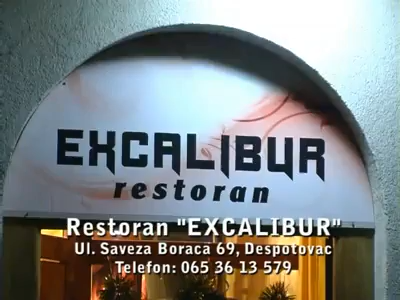 EXCALIBUR
restoran
Restoran "EXCALIBUR"
Ul. Saveza Boraca 69, Despotovac
Telefon: 065 36 13 579